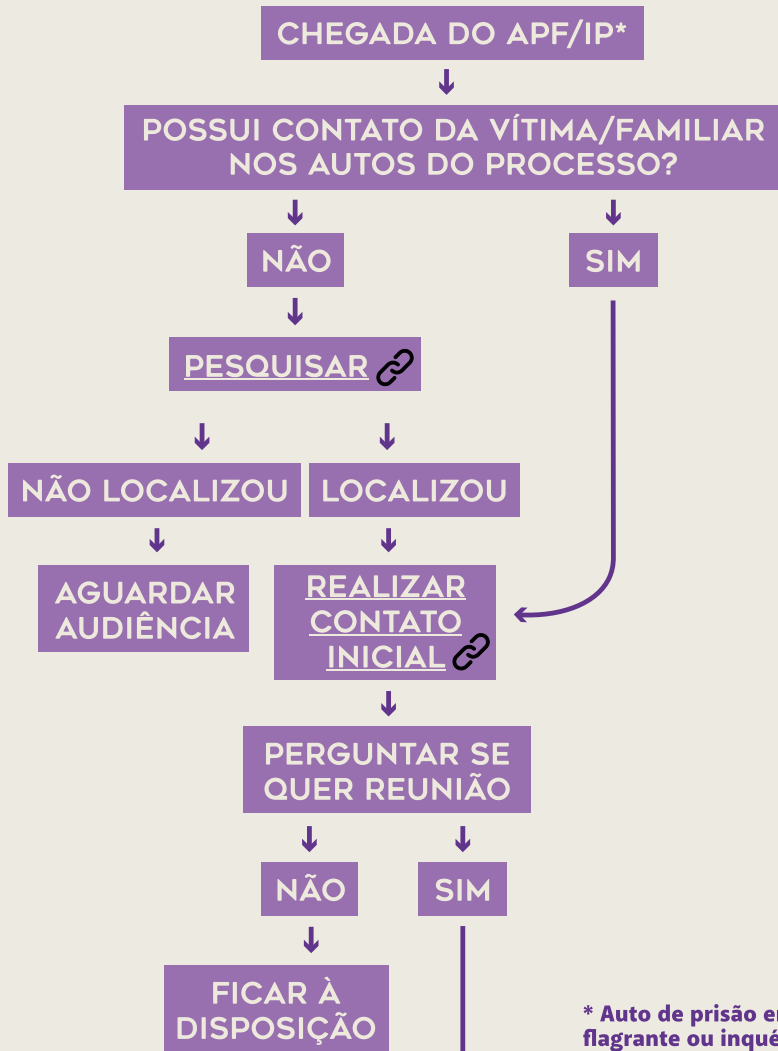 CHEGADA DO APF/IP*
POSSUI CONTATO DA VÍTIMA/FAMILIAR
NOS AUTOS DO PROCESSO?
NÃO
SIM
PESQUISAR
NÃO LOCALIZOU
LOCALIZOU
AGUARDAR
AUDIÊNCIA
REALIZAR
CONTATO
INICIAL
PERGUNTAR SE
QUER REUNIÃO
NÃO
SIM
FICAR À
DISPOSIÇÃO
* Auto de prisão
flagrante ou